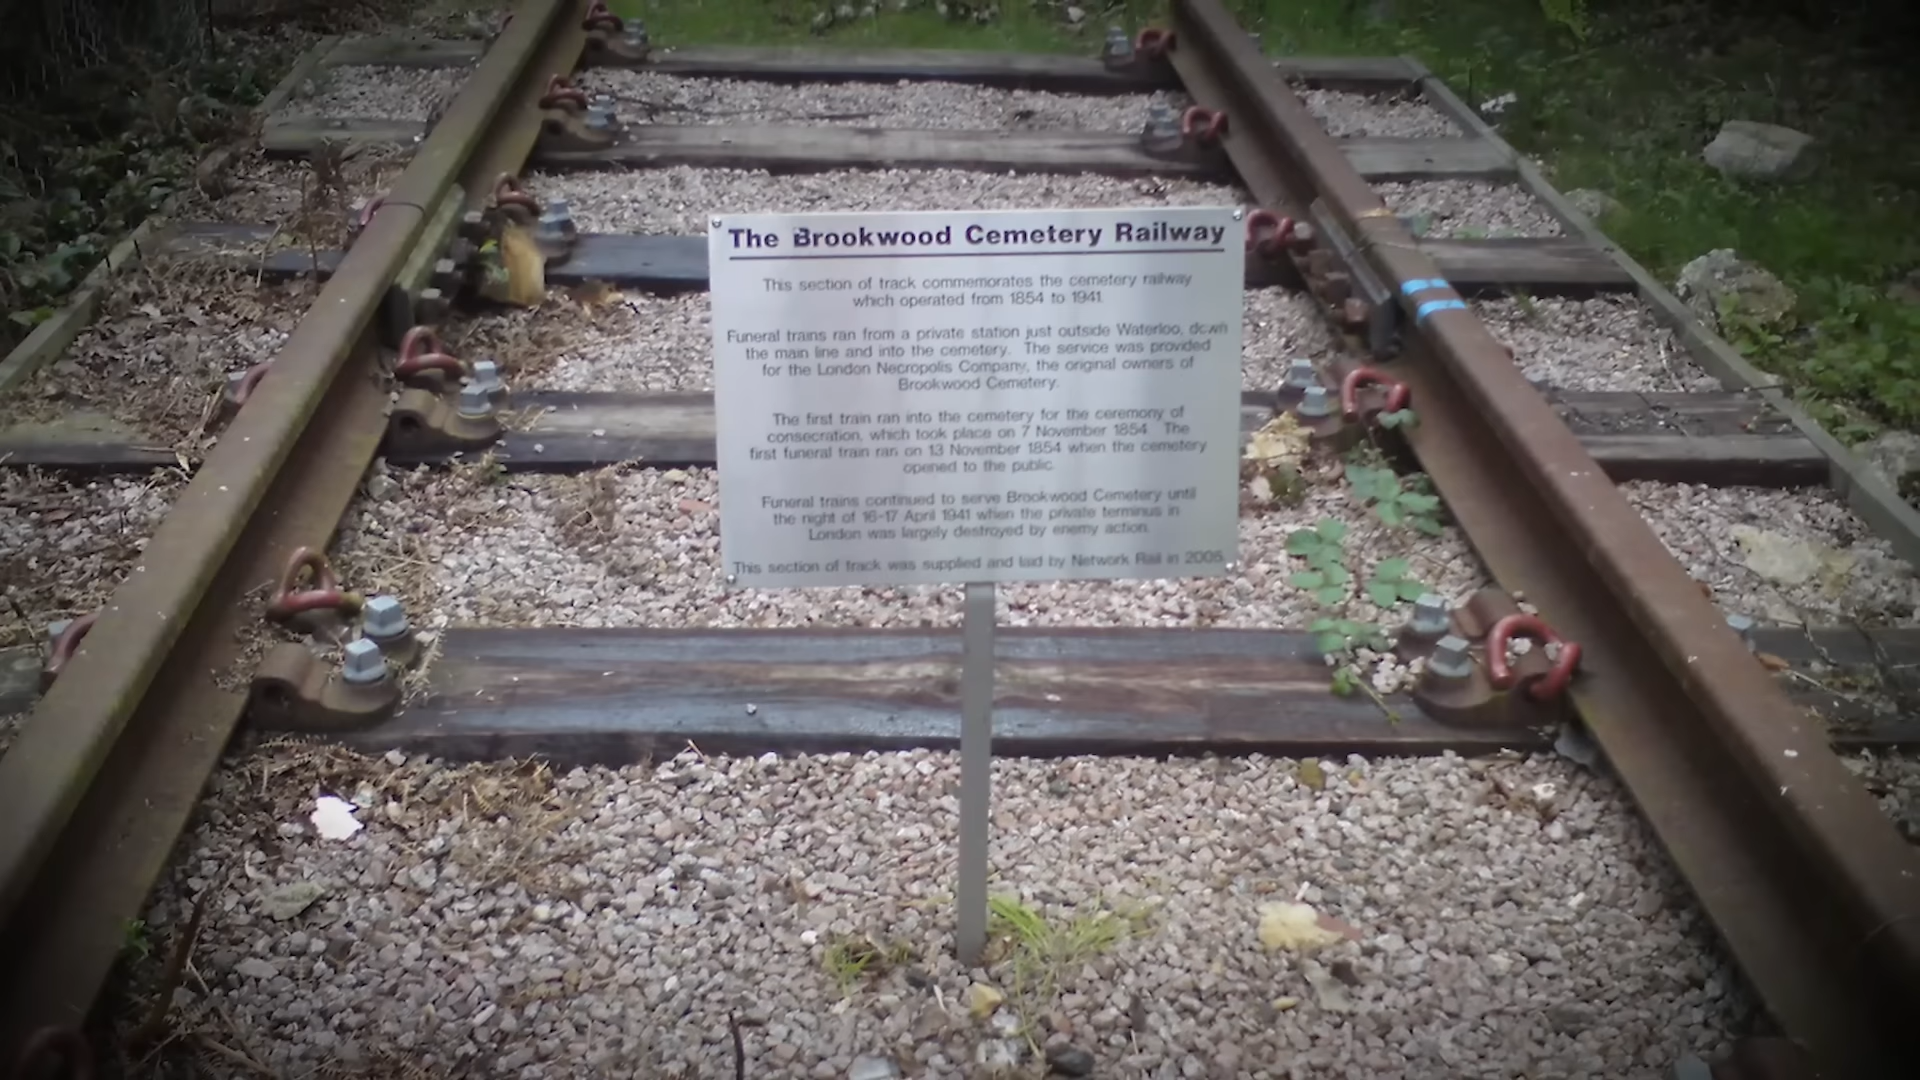 The Brookwood Cemetery Railway
This section of track commemorates the cemetery railway
which operated from 1854 to 1941.
Funeral trains ran from a private station just outside Waterloo, down
the main line and into the cemetery. The service was provided
for the London Necropolis Company, the original owners of
Brookwood Cemetery.
The first train ran into the cemetery for the ceremony of
consecration, which took place on 7 November 1854. The
first funeral train ran on 13 November 1854 when the cemetery
opened to the public.
Funeral trains continued to serve Brookwood Cemetery until
the night of 16-17 April 1941 when the private terminus in
London was largely destroyed by enemy action.
This section of track was supplied and laid by Network Rail in